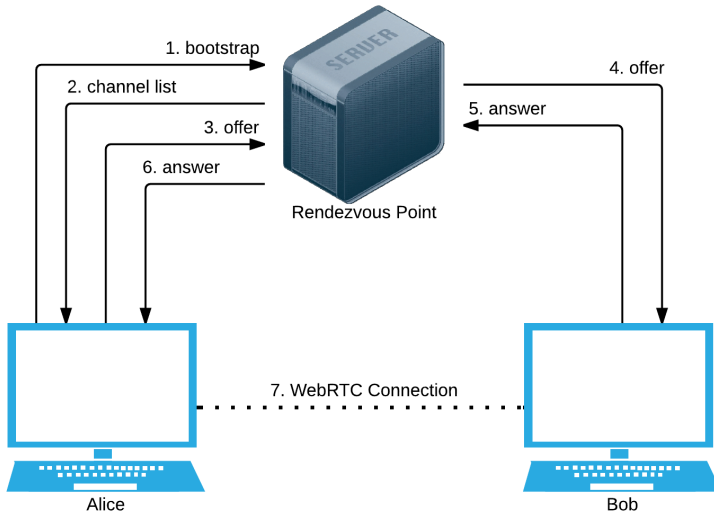 1. bootstrap
2. channel list
3. offer
6. answer
SERVER
4. offer
5. answer
Rendezvous Point
7. WebRTC Connection
Alice
Bob